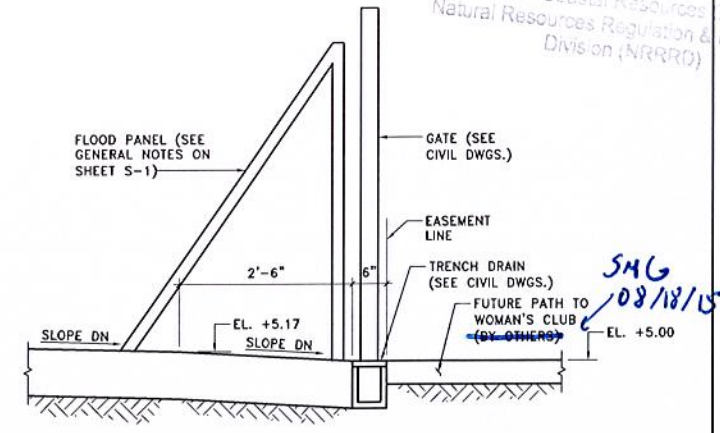 Resources
Natural Resources Regulation &
Division (NRRRD)
FLOOD PANEL (SEE
GENERAL NOTES ON
SHEET S-1)
GATE (SEE
CIVIL DWGS.)
EASEMENT
LINE
2'-6"
6"
TRENCH DRAIN
(SEE CIVIL DWGS.)
SMG
08/18/15
FUTURE PATH TO
WOMAN'S CLUB
(BY OTHERS)
EL. +5.00
SLOPE DN
EL. +5.17
SLOPE DN